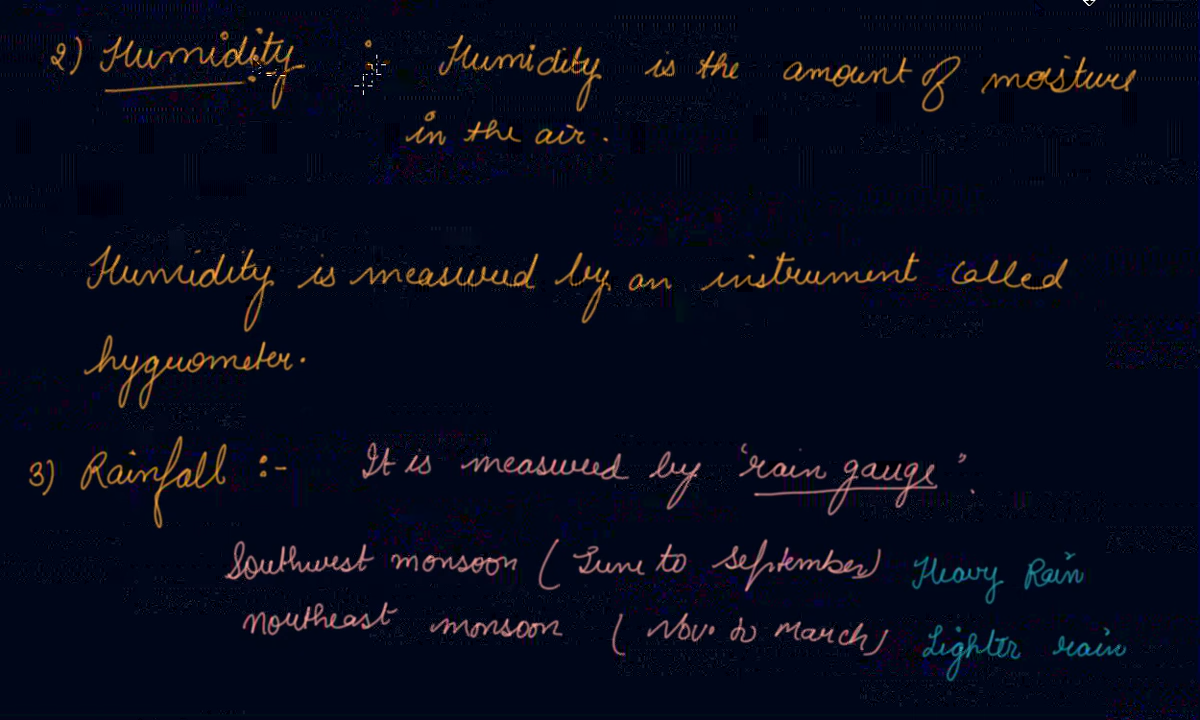 2) Humidity : Humidity is the amount of moisture
in the air.
Humidity is measured by an instrument called
hygrometer.
3) Rainfall :- It is measured by 'rain gauge'.
Southwest monsoon (June to September) Heavy Rain
Northeast monsoon (Nov. to March) Lighter rain